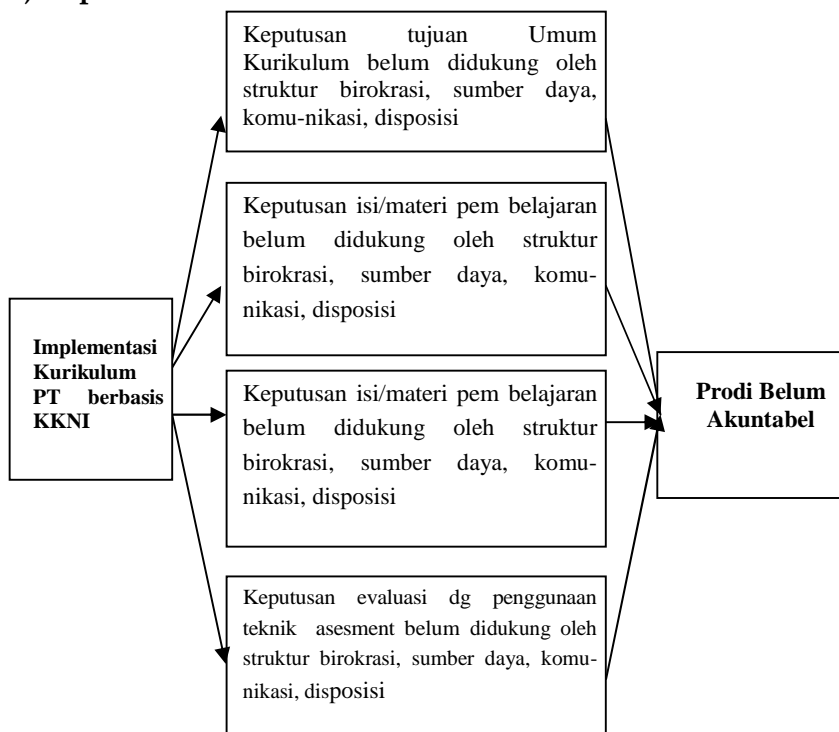 Keputusan tujuan Umum
Kurikulum belum didukung oleh
struktur birokrasi, sumber daya,
komu-nikasi, disposisi
Keputusan isi/materi pem belajaran
belum didukung oleh struktur
birokrasi, sumber daya, komu-
nikasi, disposisi
Implementasi
Kurikulum
PT berbasis
KKNI
Keputusan isi/materi pem belajaran
belum didukung oleh struktur
birokrasi, sumber daya, komu-
nikasi, disposisi
Prodi Belum
Akuntabel
Keputusan evaluasi dg penggunaan
teknik asesment belum didukung oleh
struktur birokrasi, sumber daya, komu-
nikasi, disposisi